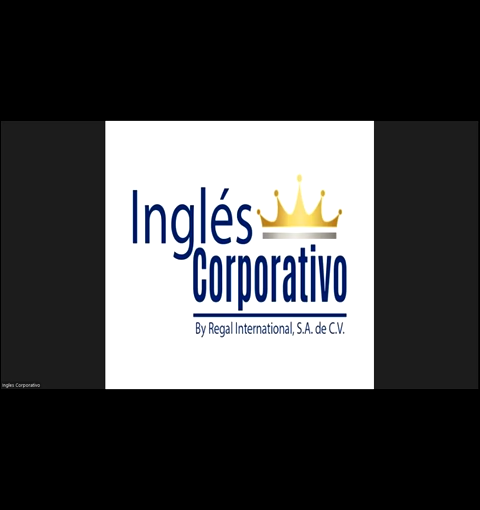 Inglés
Corporativo
By Regal International, S.A. de C.V.
Ingles Corporativo